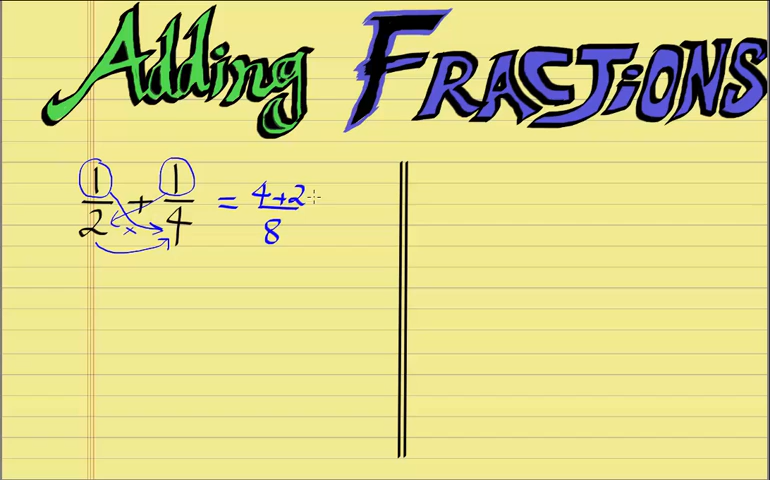 Adding FRACTIONS
1/2 + 1/4 = 4+2/8
×